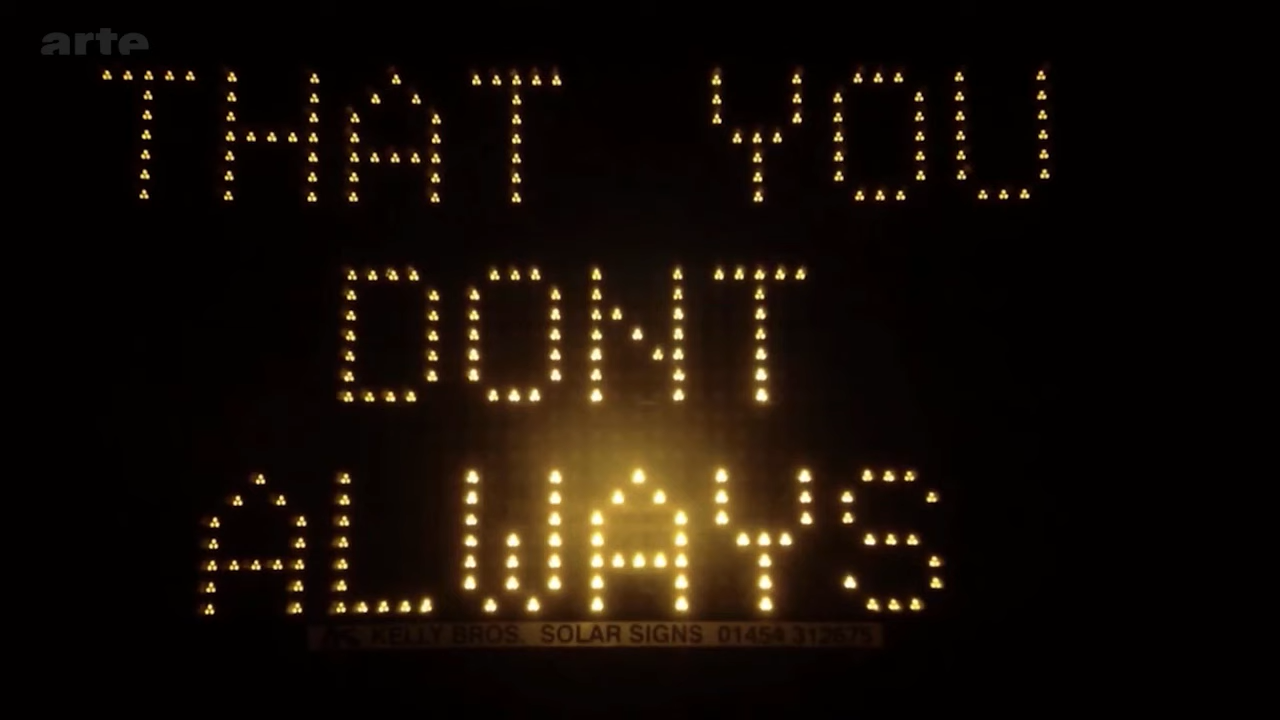 arte
THAT YOU
DONT
ALWAYS
KELLY BROS. SOLAR SIGNS 01454 312675